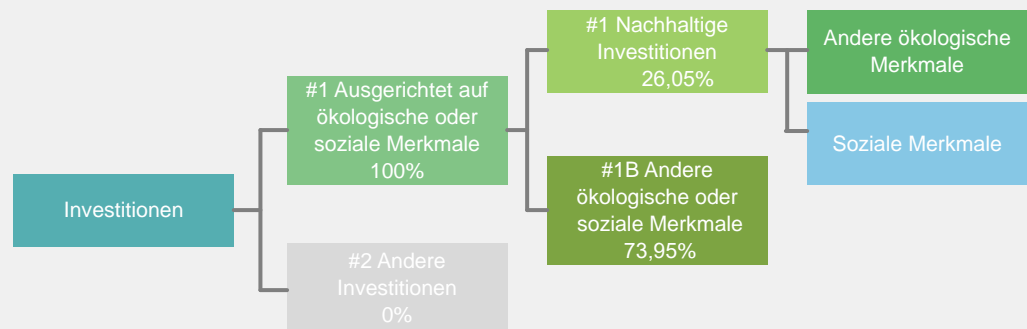 Investitionen
#1 Ausgerichtet auf
ökologische oder
soziale Merkmale
100%
#2 Andere
Investitionen
0%
#1 Nachhaltige
Investitionen
26,05%
#1B Andere
ökologische oder
soziale Merkmale
73,95%
Andere ökologische
Merkmale
Soziale Merkmale